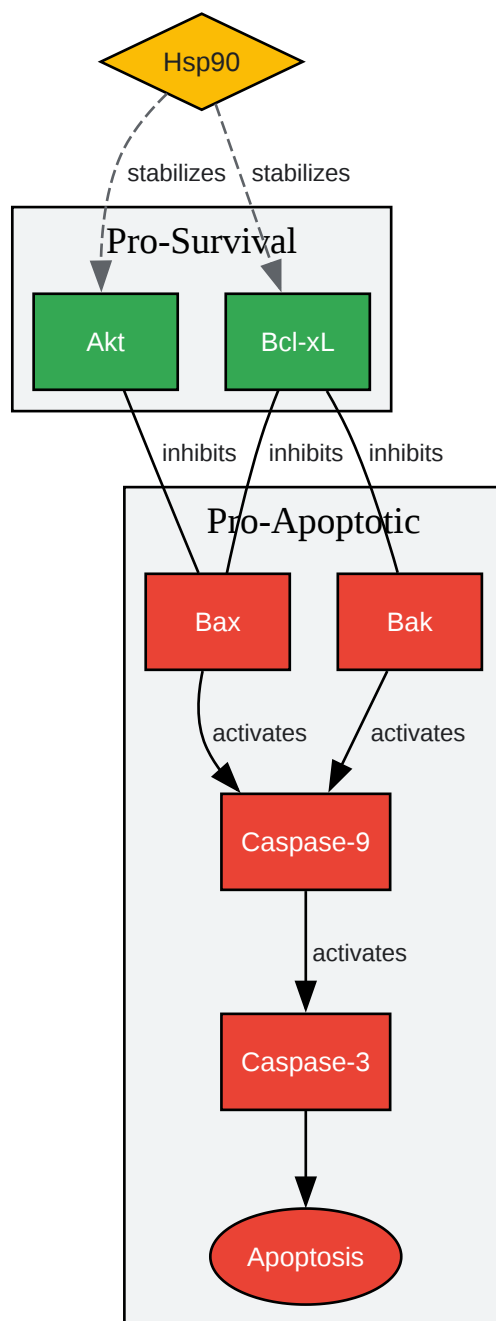 Hsp90
stabilizes
stabilizes
Pro-Survival
Akt
Bcl-xL
inhibits
inhibits
inhibits
Pro-Apoptotic
Bax
Bak
activates
activates
Caspase-9
activates
Caspase-3
Apoptosis